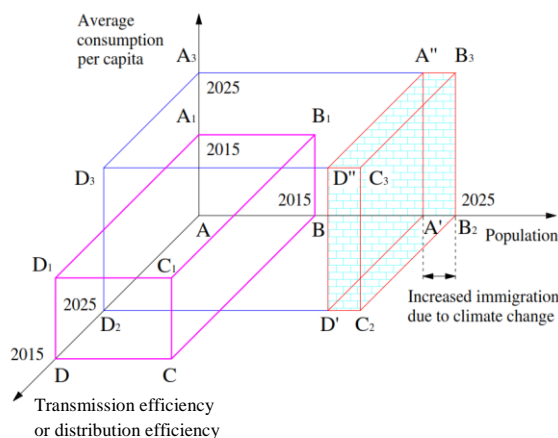 Average
consumption
per capita
A3
A" B3
2025
A1 B1
2015
D3 D" C3
2015 2025
A B A' B2
Population
D1 C1
Increased immigration
due to climate change
2025
D2 D' C2
2015
D C
Transmission efficiency
or distribution efficiency